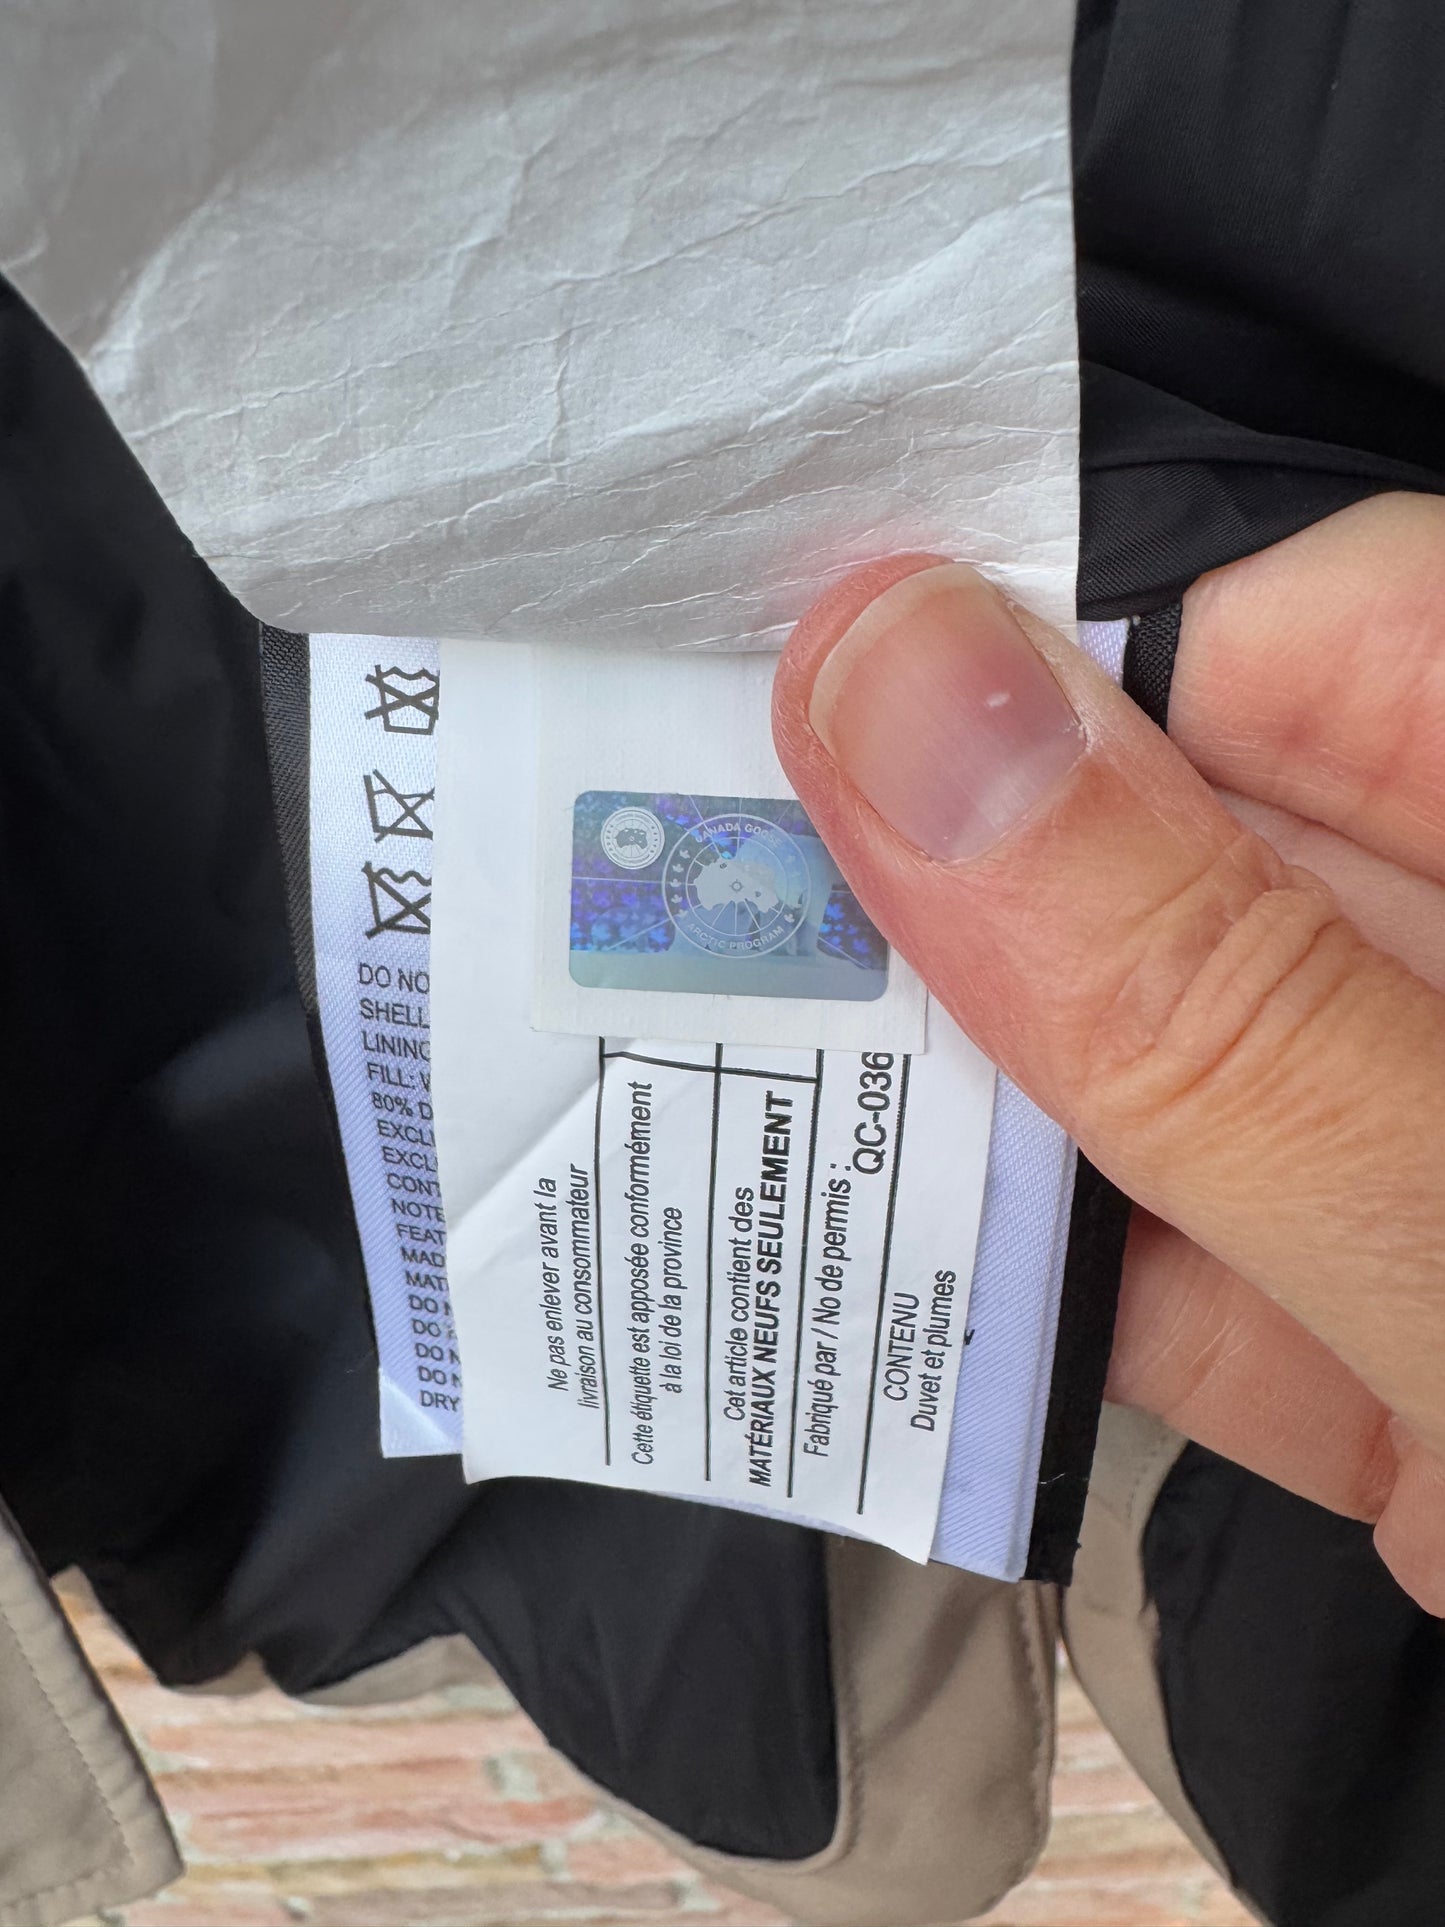 CANADA GOOSE
ARCTIC PROGRAM
DO NO
SHELL
LINING
FILL:
80% D
EXCL
EXCL
CONT
NOTE
FEAT
MAD
MAT
DO
DO
DO
DO
DRY
Ne pas enlever avant la
livraison au consommateur
Cette étiquette est apposée conformément
à la loi de la province
Cet article contient des
MATÉRIAUX NEUFS SEULEMENT
Fabriqué par / No de permis :
QC-036
CONTENU
Duvet et plumes